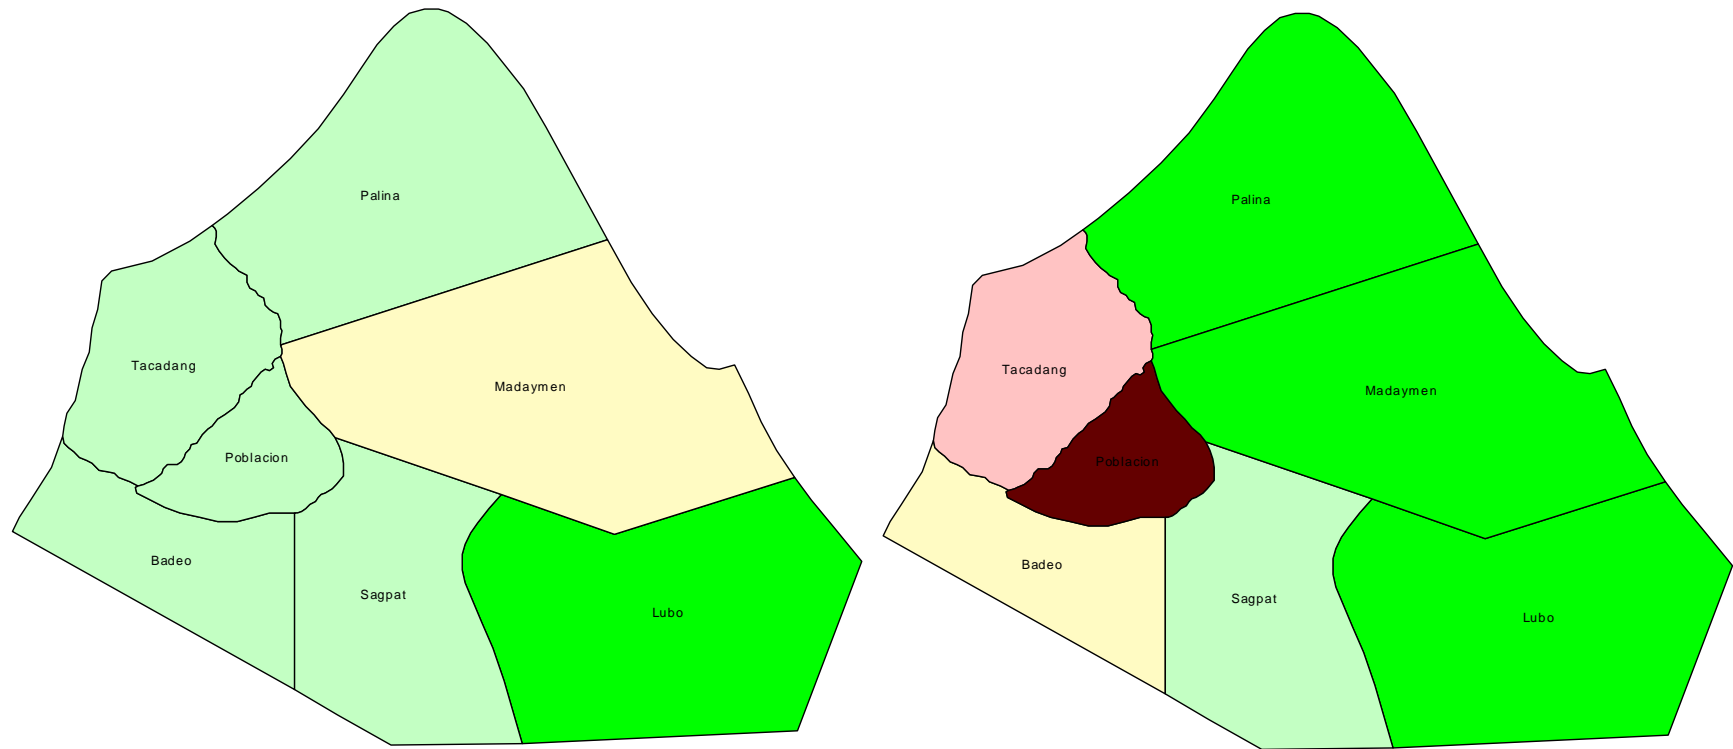 Palina
Tacadang
Madaymen
Poblacion
Badeo
Sagpat
Lubo
Palina
Tacadang
Madaymen
Poblacion
Badeo
Sagpat
Lubo